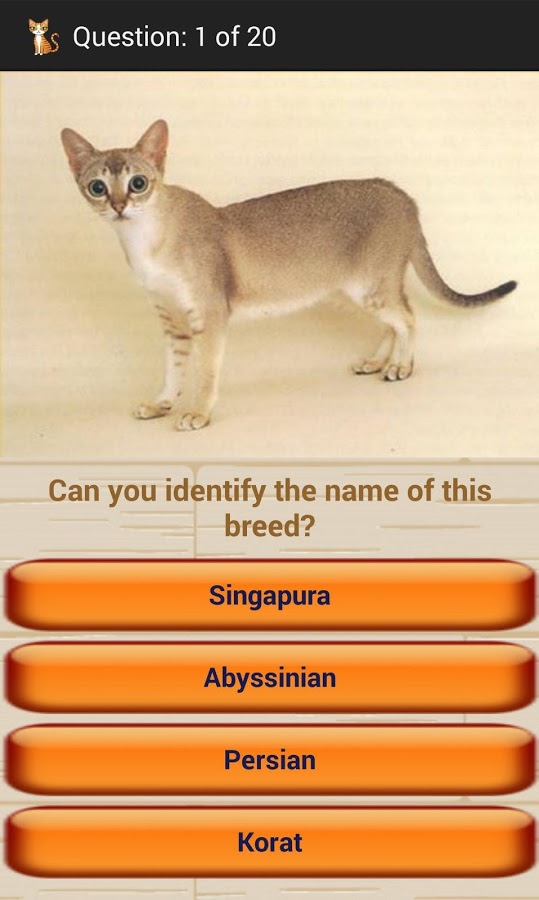 Question: 1 of 20
Can you identify the name of this
breed?
Singapura
Abyssinian
Persian
Korat